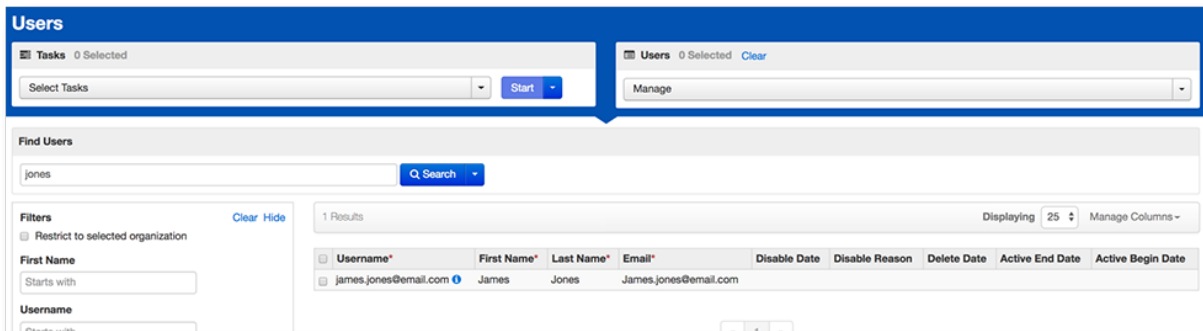 Users
Tasks 0 Selected
Select Tasks
Start
Users 0 Selected Clear
Manage
Find Users
jones
Search
Filters Clear Hide
Restrict to selected organization
First Name
Starts with
Username
Starts with
1 Results
Displaying 25 Manage Columns
Username* First Name* Last Name* Email* Disable Date Disable Reason Delete Date Active End Date Active Begin Date
james.jones@email.com James Jones James.jones@email.com
1